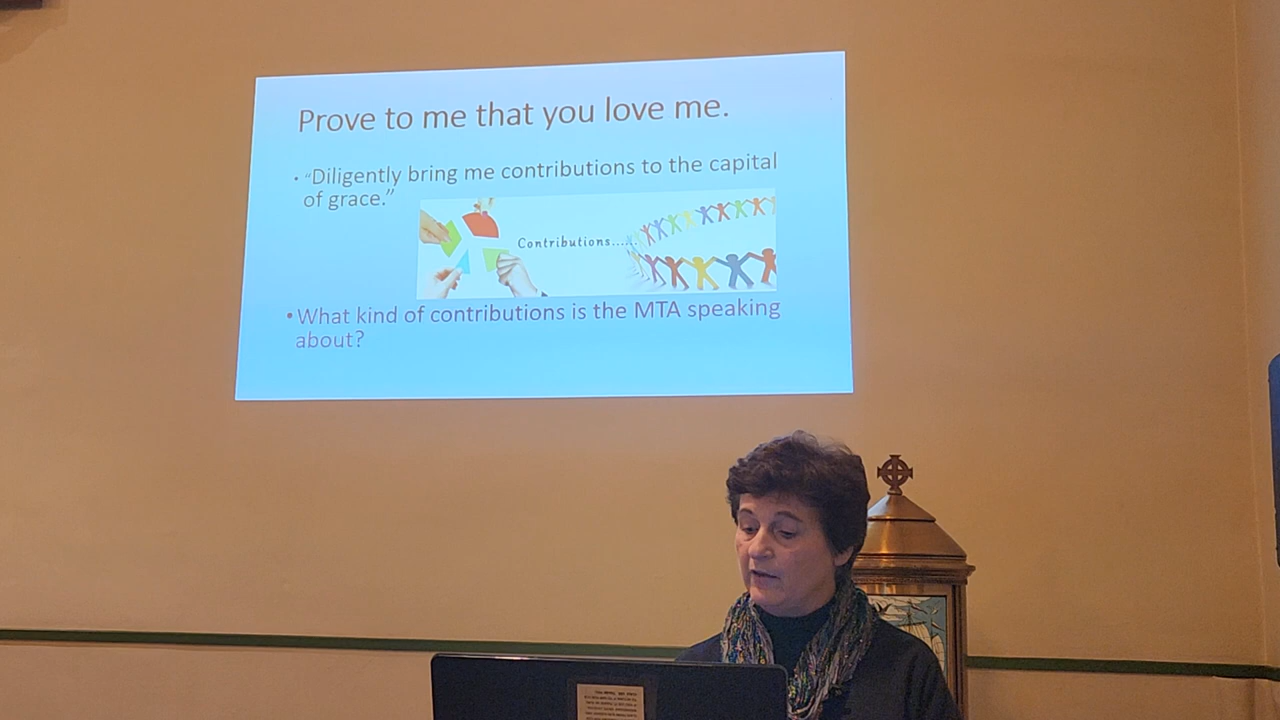 Prove to me that you love me.
• “Diligently bring me contributions to the capital
of grace.”
Contributions......
• What kind of contributions is the MTA speaking
about?